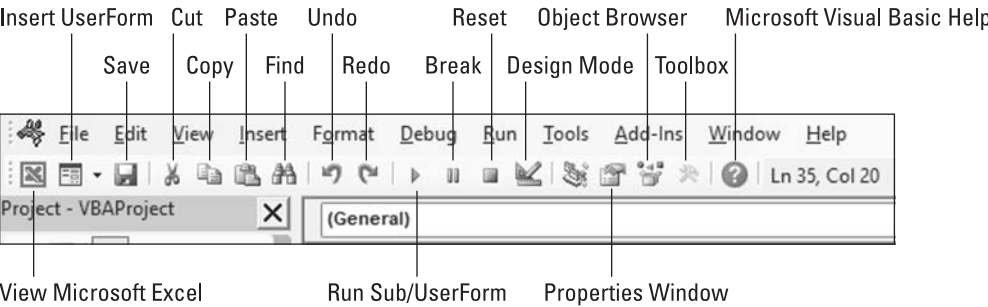 Insert UserForm Cut Paste Undo Reset Object Browser Microsoft Visual Basic Help
Save Copy Find Redo Break Design Mode Toolbox
File Edit View Insert Format Debug Run Tools Add-Ins Window Help
Ln 35, Col 20
Project - VBAProject
(General)
View Microsoft Excel Run Sub/UserForm Properties Window